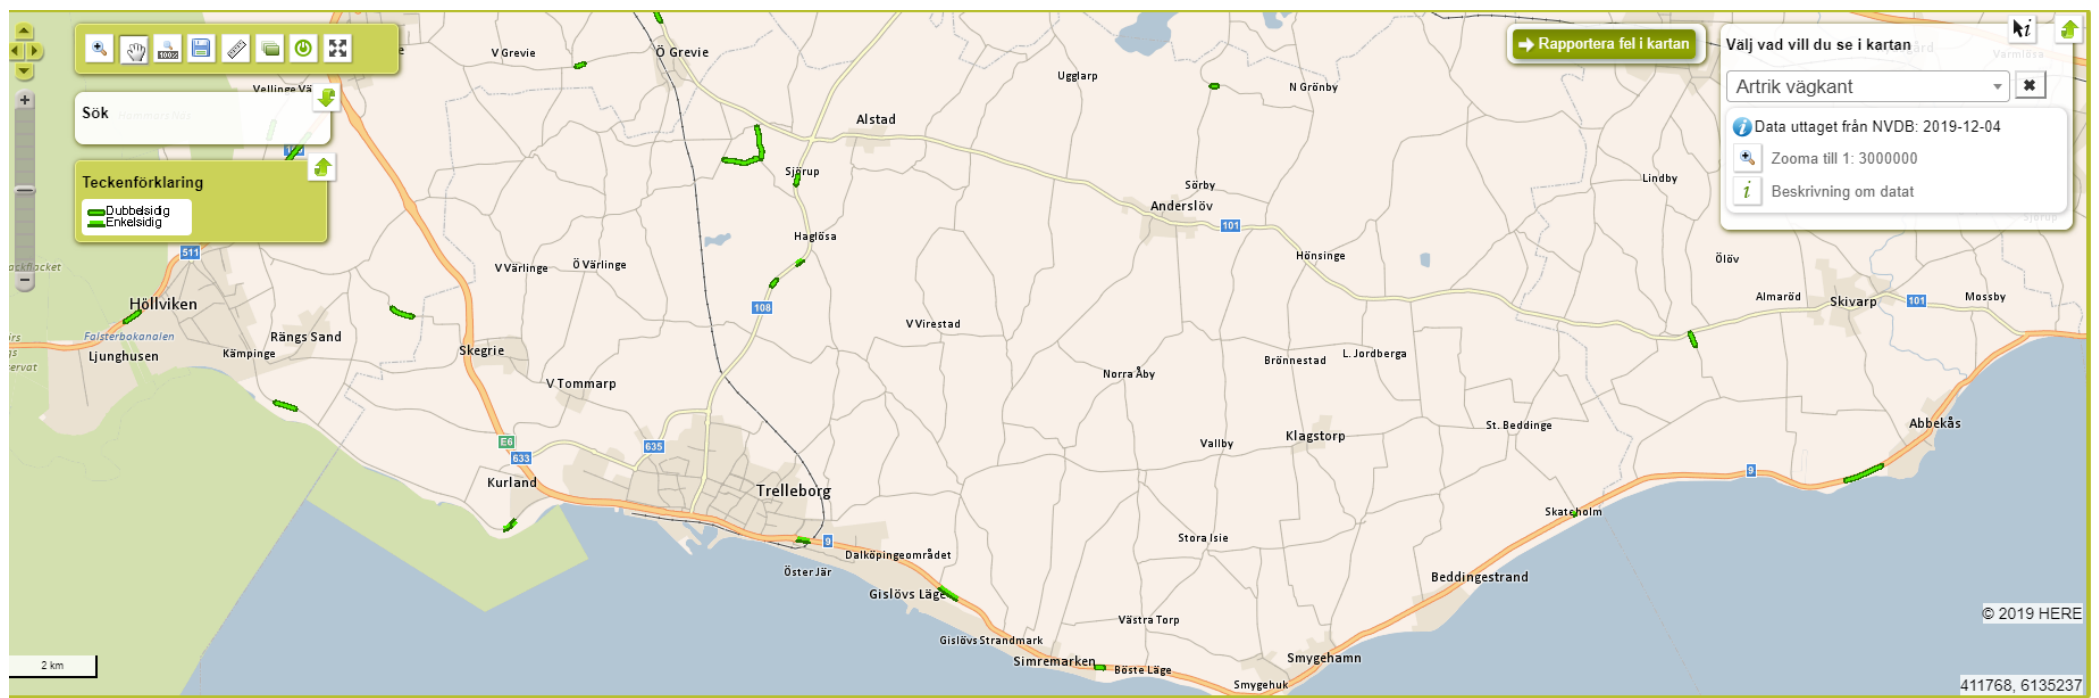 Rapportera fel i kartan
Välj vad vill du se i kartan
Artrik vägkant
Data uttaget från NVDB: 2019-12-04
Zooma till 1: 3000000
Beskrivning om datat
100%
Sök
Teckenförklaring
Dubbelsidig
Enkelsidig
V Grevie
Ö Grevie
Ugglarp
N Grönby
Vellinge Vä
Alstad
Sjörup
Sörby
Anderslöv
101
Lindby
Haglösa
511
V Värlinge
Ö Värlinge
Hönsinge
Ölöv
Höllviken
108
Almaröd
Skivarp
101
Mossby
V Virestad
Falsterbokanalen
Rängs Sand
Ljunghusen
Kämpinge
Skegrie
Brönnestad
L. Jordberga
V Tommarp
Norra Åby
E6
633
635
Vallby
Klagstorp
St. Beddinge
Abbekås
Kurland
Trelleborg
9
Skateholm
9
Dalköpingeområdet
Stora Isie
Öster Jär
Gislövs Läge
Beddingestrand
Västra Torp
Gislövs Strandmark
Simremarken
Böste Läge
Smygehamn
Smygehuk
2 km
© 2019 HERE
411768, 6135237